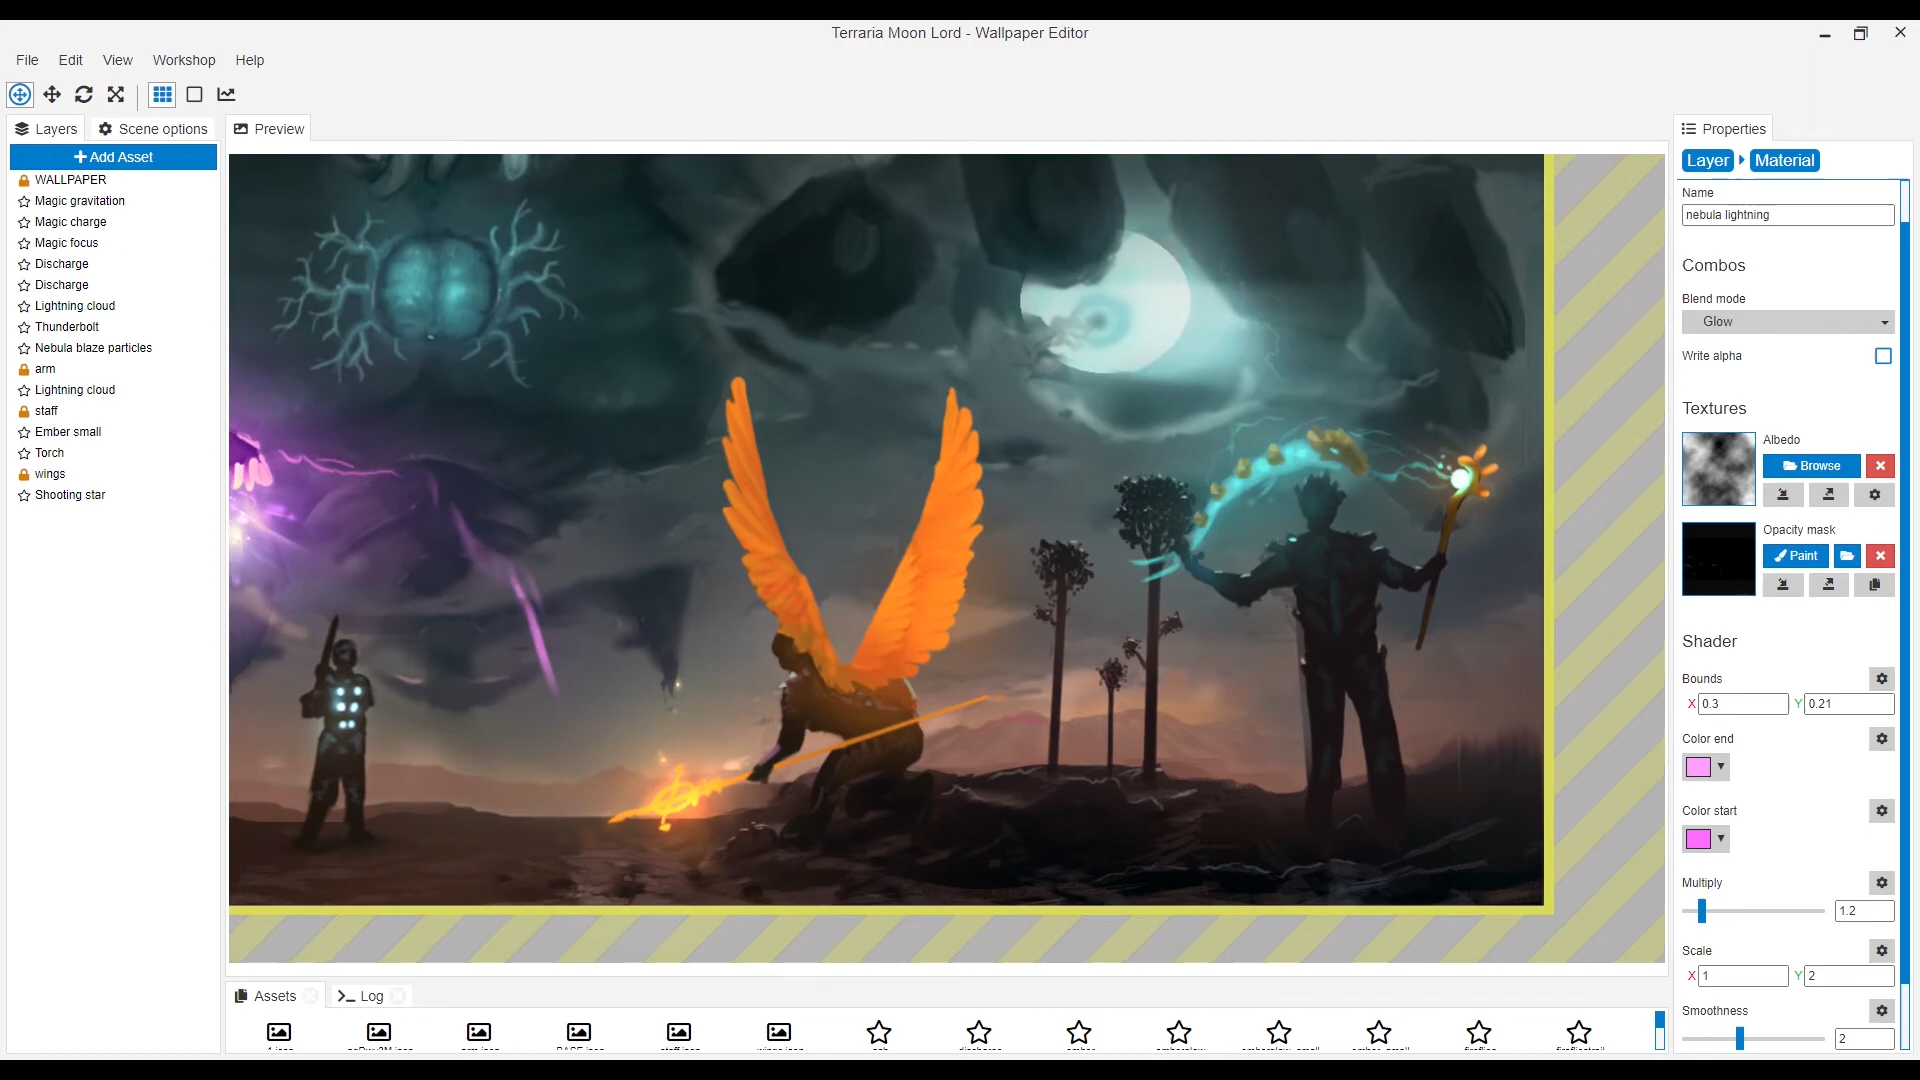 Terraria Moon Lord - Wallpaper Editor
File Edit View Workshop Help
Layers Scene options Preview Properties
Add Asset
WALLPAPER
Magic gravitation
Magic charge
Magic focus
Discharge
Discharge
Lightning cloud
Thunderbolt
Nebula blaze particles
arm
Lightning cloud
staff
Ember small
Torch
wings
Shooting star
Layer Material
Name
nebula lightning
Combos
Blend mode
Glow
Write alpha
Textures
Albedo
Browse
Opacity mask
Paint
Shader
Bounds
X 0.3 Y 0.21
Color end
Color start
Multiply
1.2
Scale
X 1 Y 2
Smoothness
2
Assets Log